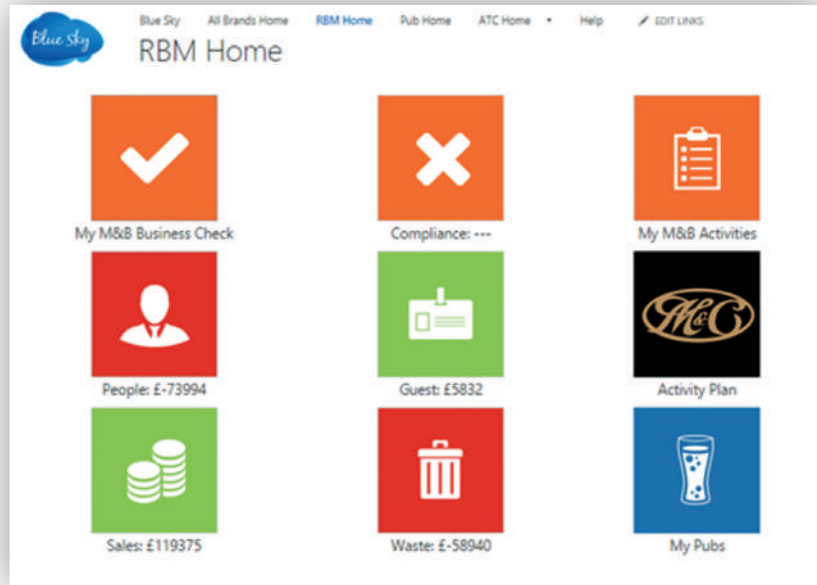 Blue Sky
Blue Sky All Brands Home RBM Home Pub Home ATC Home Help EDIT LINKS
RBM Home
My M&B Business Check Compliance: --- My M&B Activities
M&C
People: £-73994 Guest: £5832 Activity Plan
Sales: £119375 Waste: £-58940 My Pubs